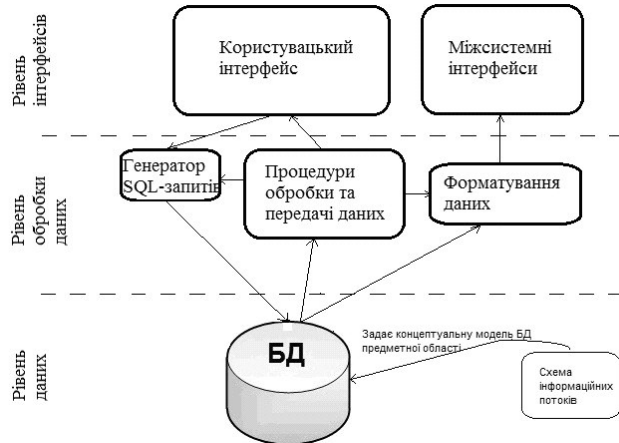 Рівень
інтерфейсів
Користувацький
інтерфейс
Міжсистемні
інтерфейси
Рівень
обробки
даних
Генератор
SQL-запитів
Процедури
обробки та
передачі даних
Форматування
даних
Рівень
даних
БД
Задає концептуальну модель БД
предметної області
Схема
інформаційних
потоків